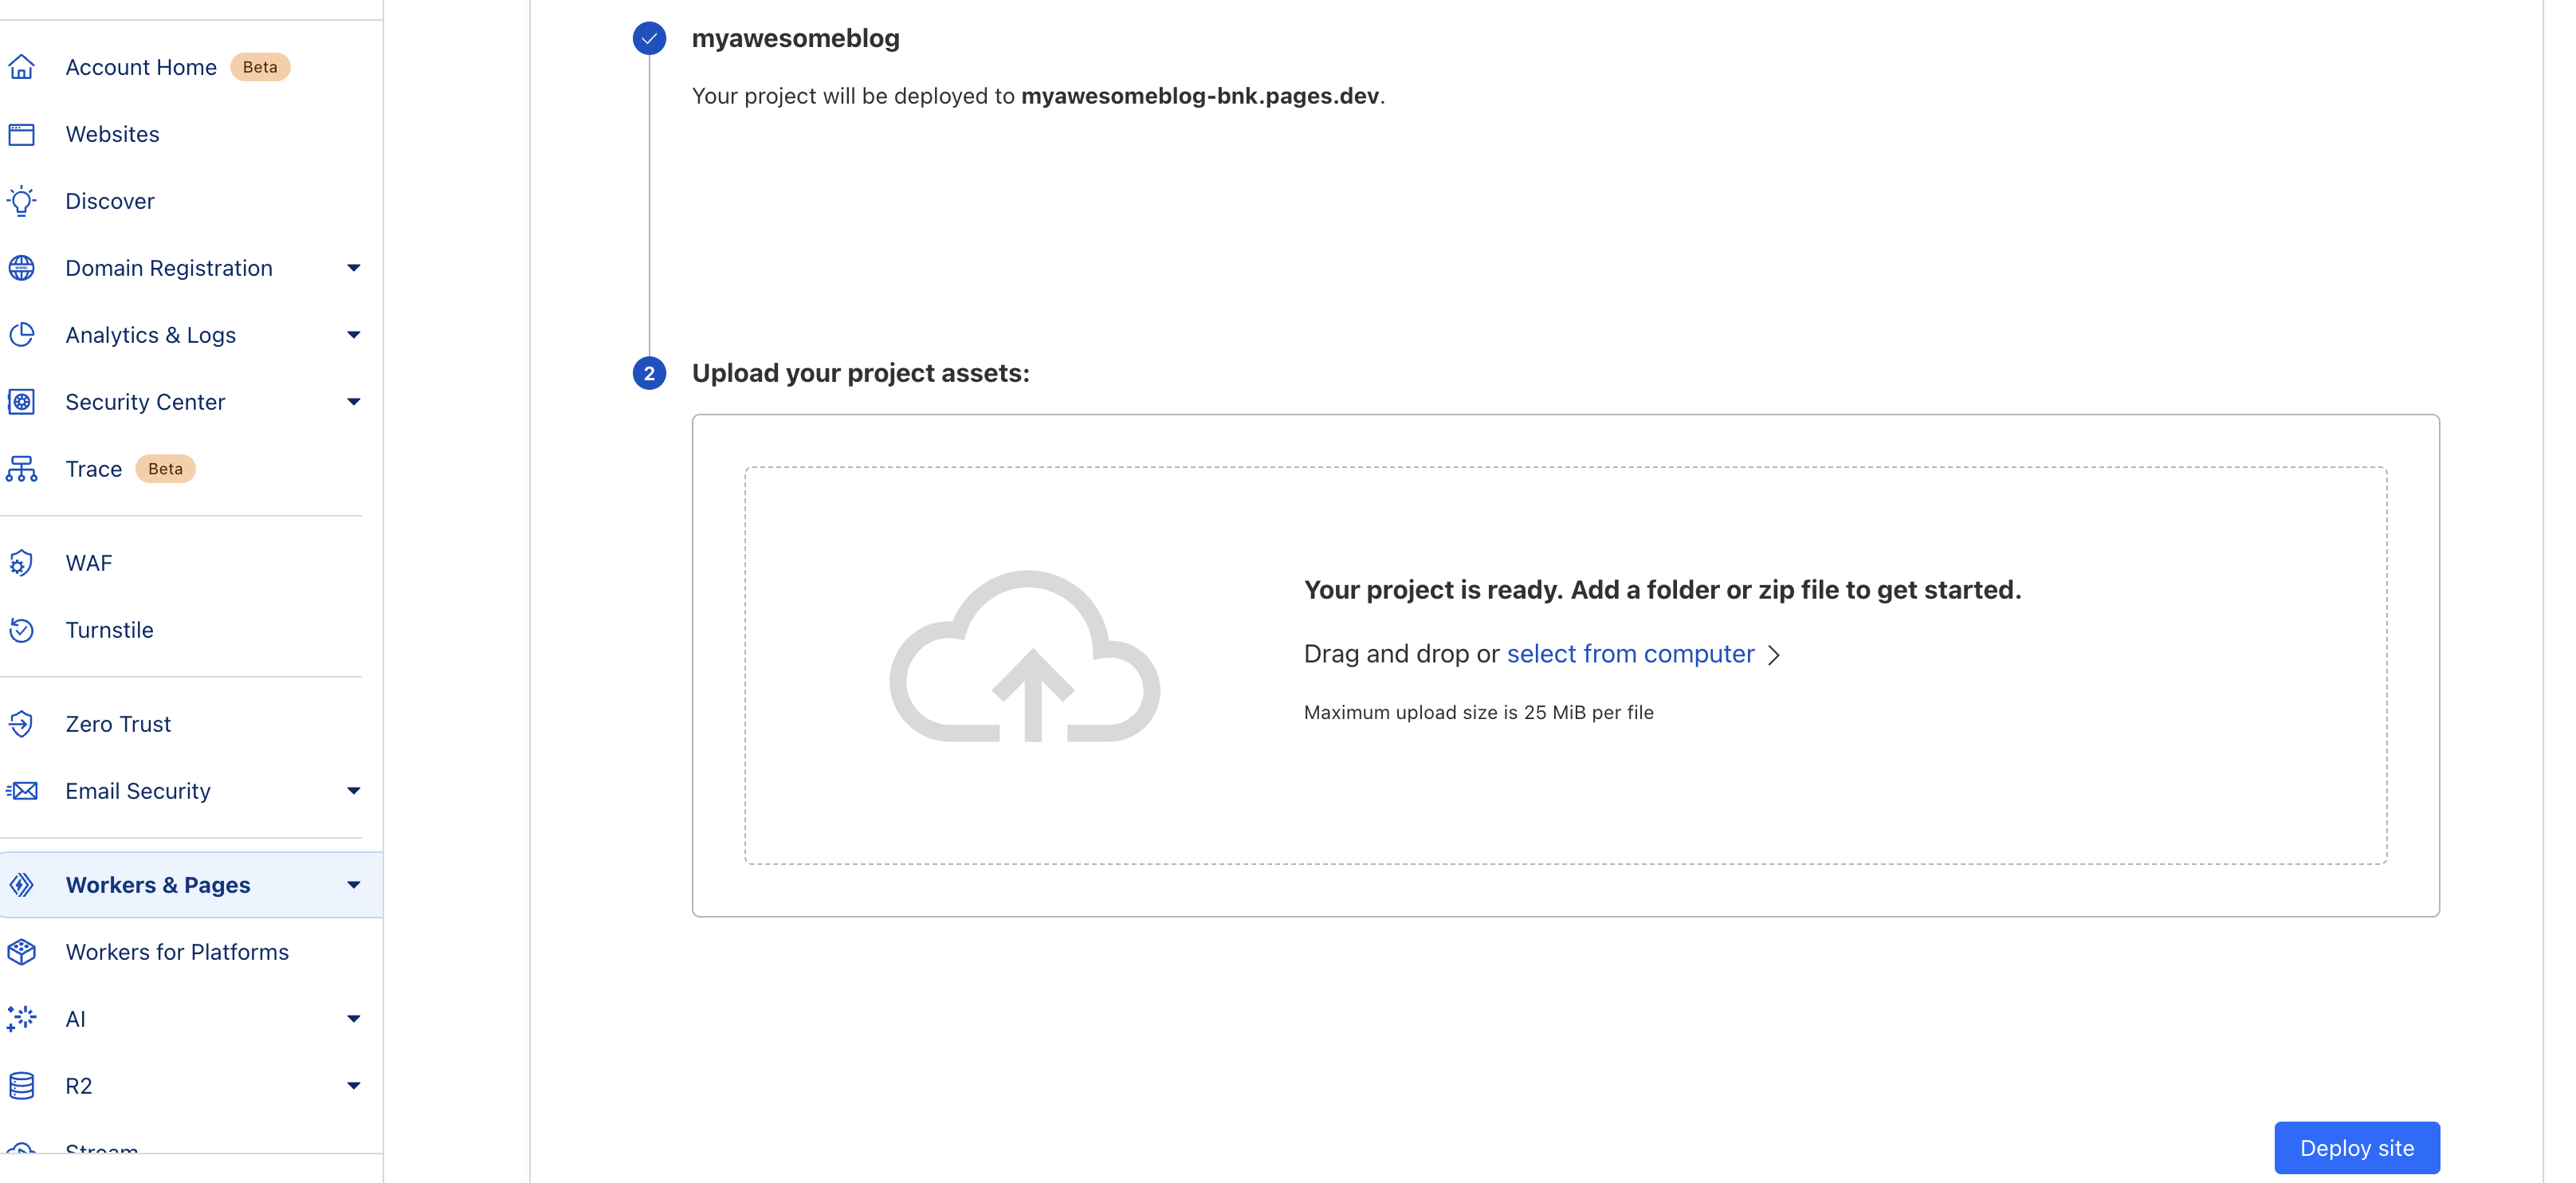 Account Home Beta
Websites
Discover
Domain Registration
Analytics & Logs
Security Center
Trace Beta
WAF
Turnstile
Zero Trust
Email Security
Workers & Pages
Workers for Platforms
AI
R2
Stream
myawesomeblog
Your project will be deployed to myawesomeblog-bnk.pages.dev.
2 Upload your project assets:
Your project is ready. Add a folder or zip file to get started.
Drag and drop or select from computer
Maximum upload size is 25 MiB per file
Deploy site